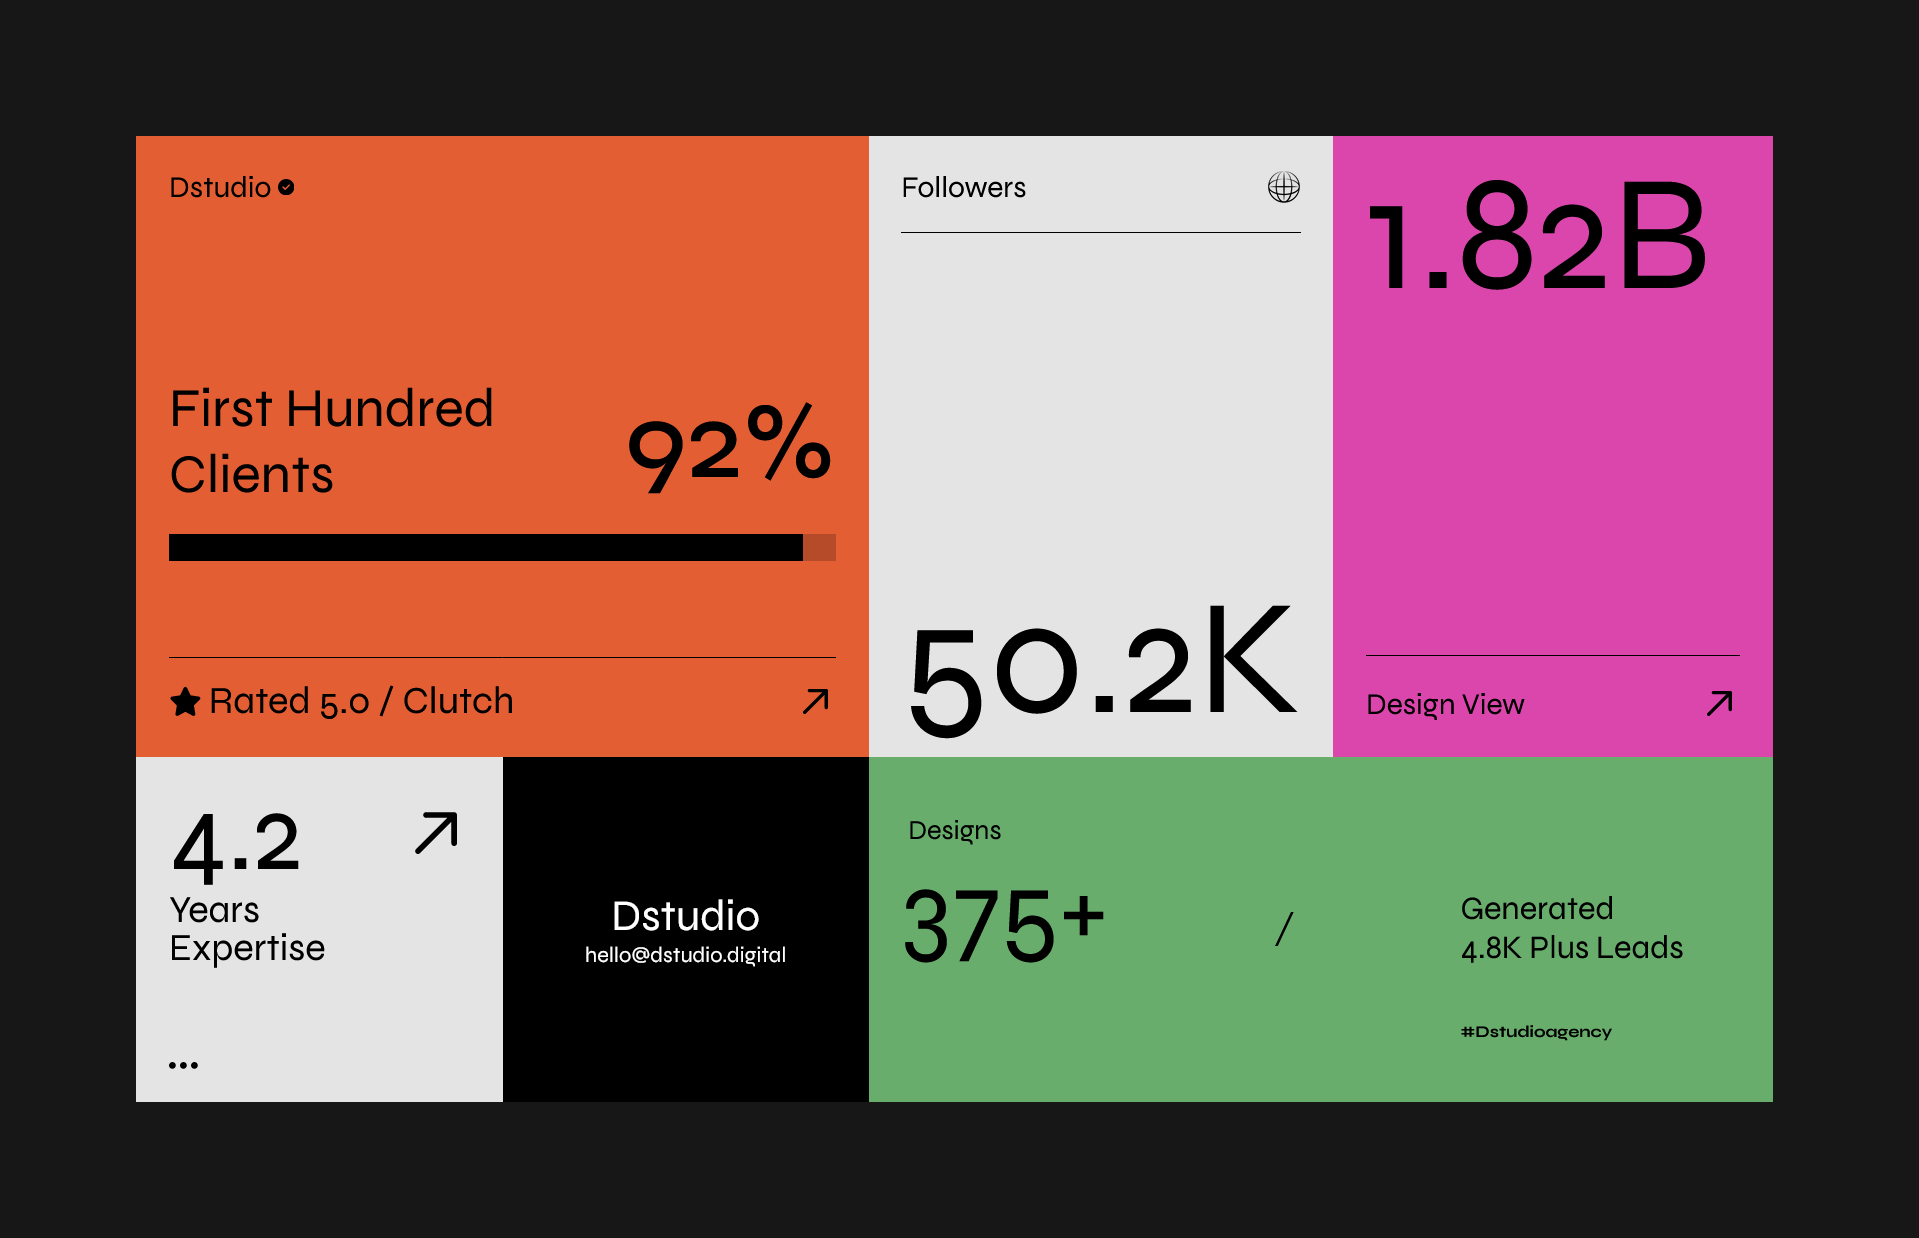 Dstudio
First Hundred
Clients
92%
Rated 5.0 / Clutch
Followers
50.2K
1.82B
Design View
4.2
Years
Expertise
...
Dstudio
hello@dstudio.digital
Designs
375+
/
Generated
4.8K Plus Leads
#Dstudioagency